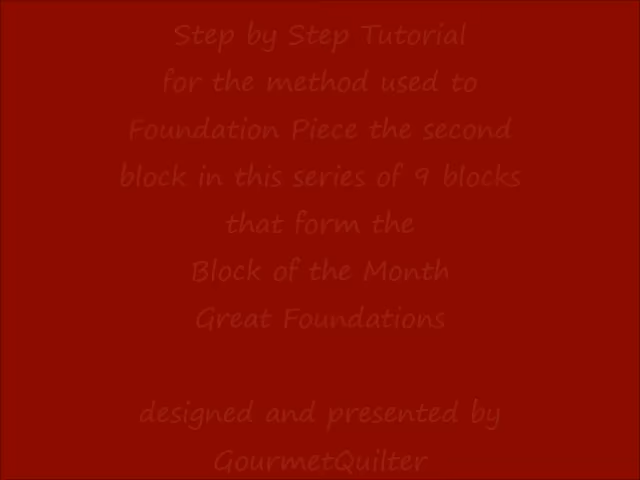 Step by Step Tutorial
for the method used to
Foundation Piece the second
block in this series of 9 blocks
that form the
Block of the Month
Great Foundations
designed and presented by
GourmetQuilter